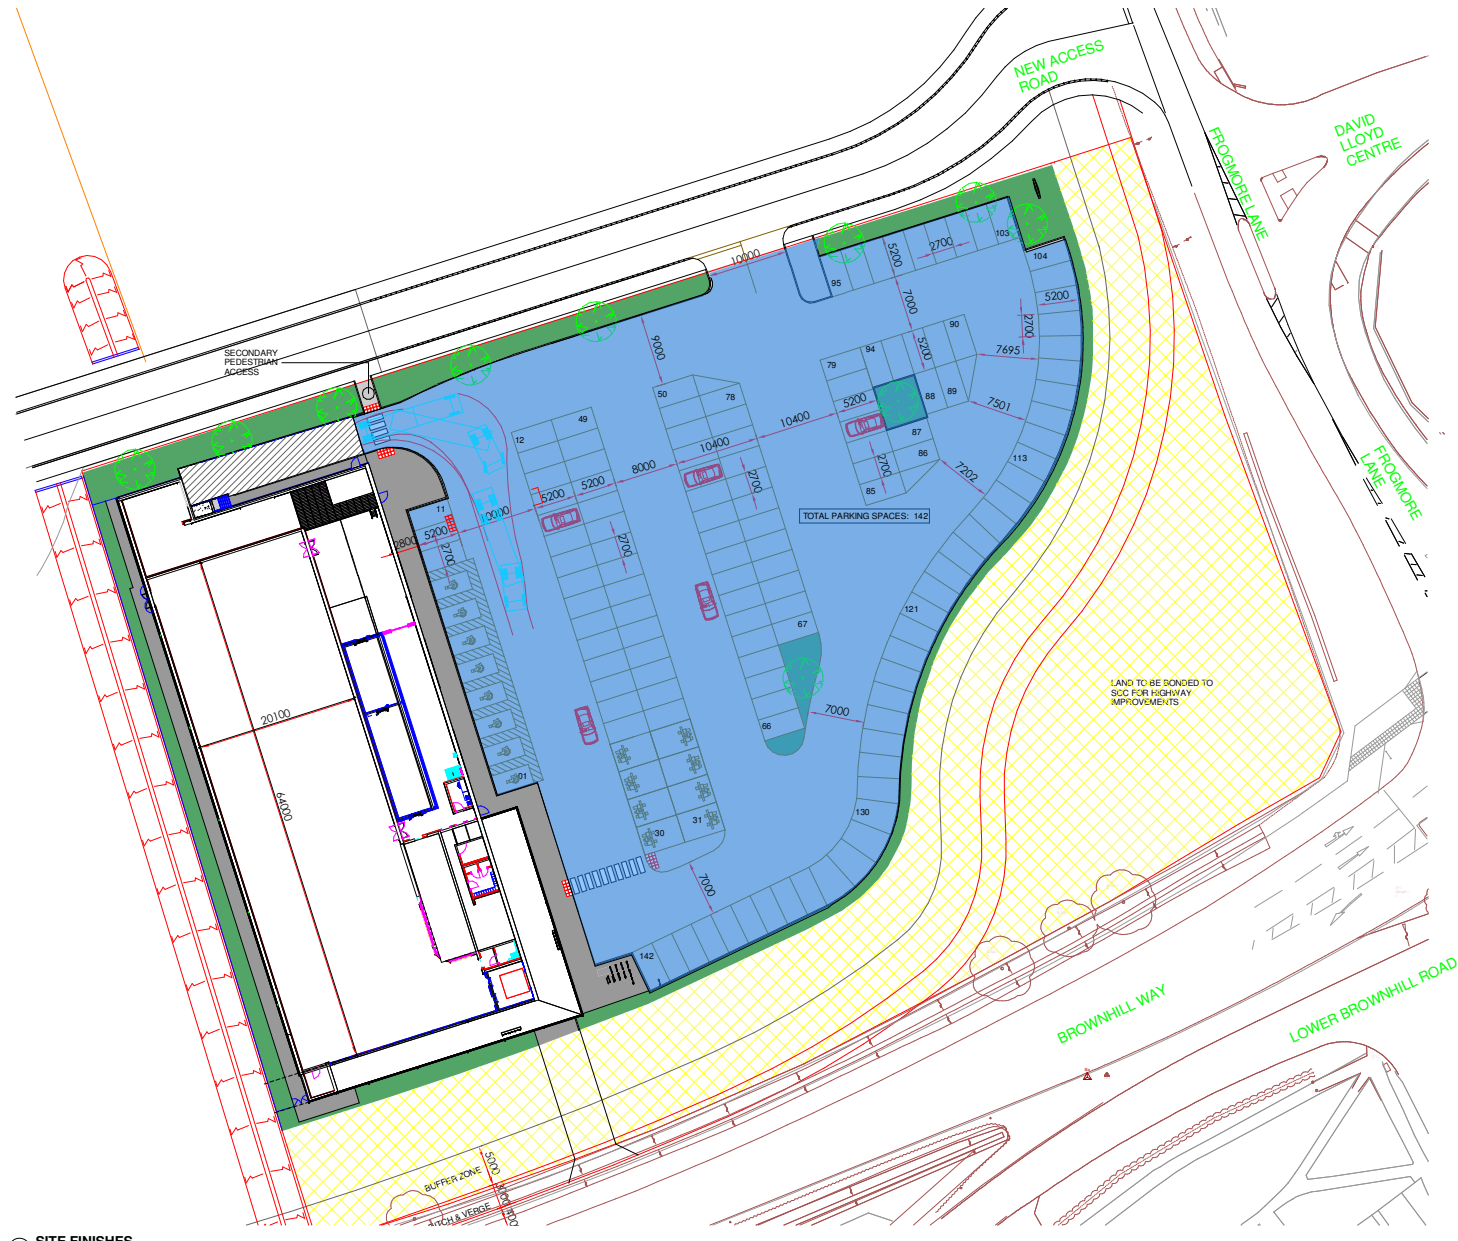 NEW ACCESS
ROAD
DAVID
LLOYD
CENTRE
FROGMORE LANE
10000
5200
2700
103
104
95
7000
5200
2700
SECONDARY
PEDESTRIAN
ACCESS
9000
90
94
5200
79
7695
50
78
5200
88
89
7501
49
12
10400
10400
87
86
113
8000
2700
2700
7202
85
FROGMORE
LANE
5200
5200
11
10000
5200
2800
2700
2700
TOTAL PARKING SPACES: 142
121
67
LAND TO BE BONDED TO
SCC FOR HIGHWAY
IMPROVEMENTS
20100
7000
66
01
64000
130
31
30
7000
142
BROWNHILL WAY
LOWER BROWNHILL ROAD
5000
BUFFER ZONE
DITCH & VERGE
SITE FINISHES